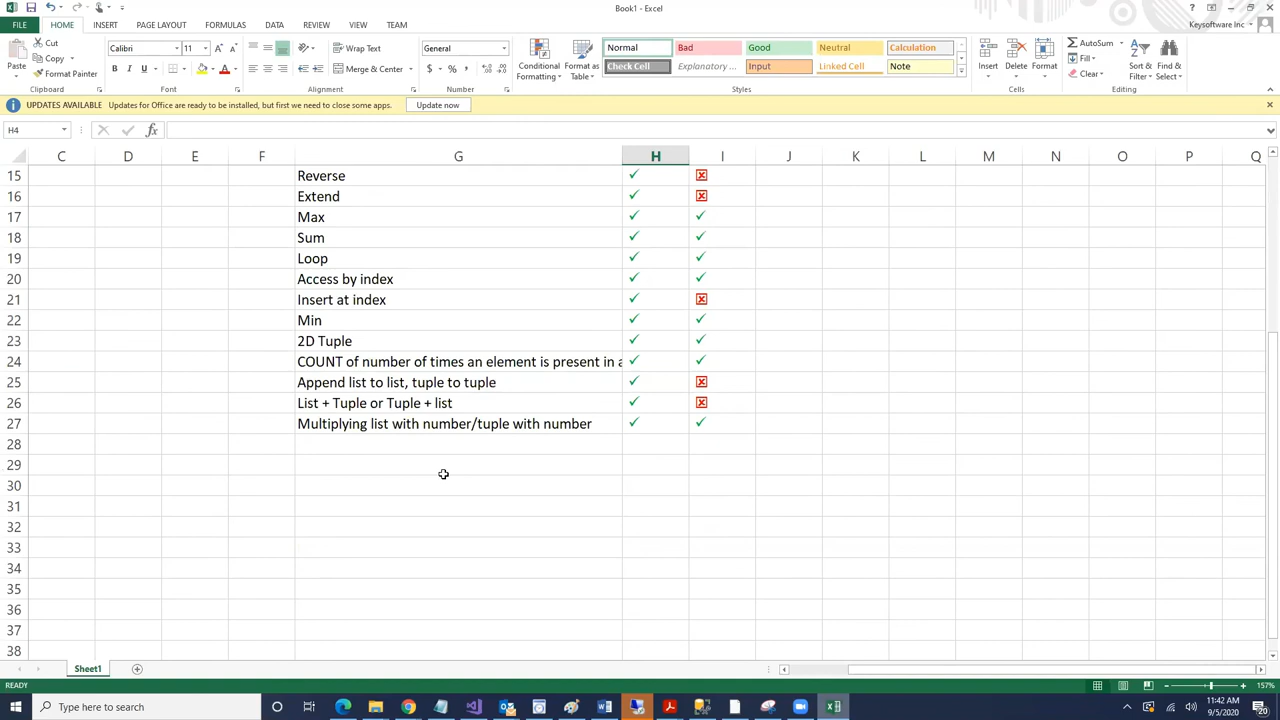 Book1 - Excel
FILE HOME INSERT PAGE LAYOUT FORMULAS DATA REVIEW VIEW TEAM
Keysoftware Inc
Paste
Cut
Copy
Format Painter
Clipboard
Calibri 11
B I U
Font
Wrap Text
Merge & Center
Alignment
General
$ % ,
Number
Conditional Formatting
Format as Table
Normal Bad Good Neutral Calculation
Check Cell Explanatory ... Input Linked Cell Note
Styles
Insert Delete Format
Cells
AutoSum
Fill
Clear
Sort & Filter
Find & Select
Editing
UPDATES AVAILABLE Updates for Office are ready to be installed, but first we need to close some apps. Update now
H4 fx
C D E F G H I J K L M N O P Q
15 Reverse
16 Extend
17 Max
18 Sum
19 Loop
20 Access by index
21 Insert at index
22 Min
23 2D Tuple
24 COUNT of number of times an element is present in a
25 Append list to list, tuple to tuple
26 List + Tuple or Tuple + list
27 Multiplying list with number/tuple with number
28
29
30
31
32
33
34
35
36
37
38
Sheet1
READY 157%
Type here to search
11:42 AM
9/5/2020
20